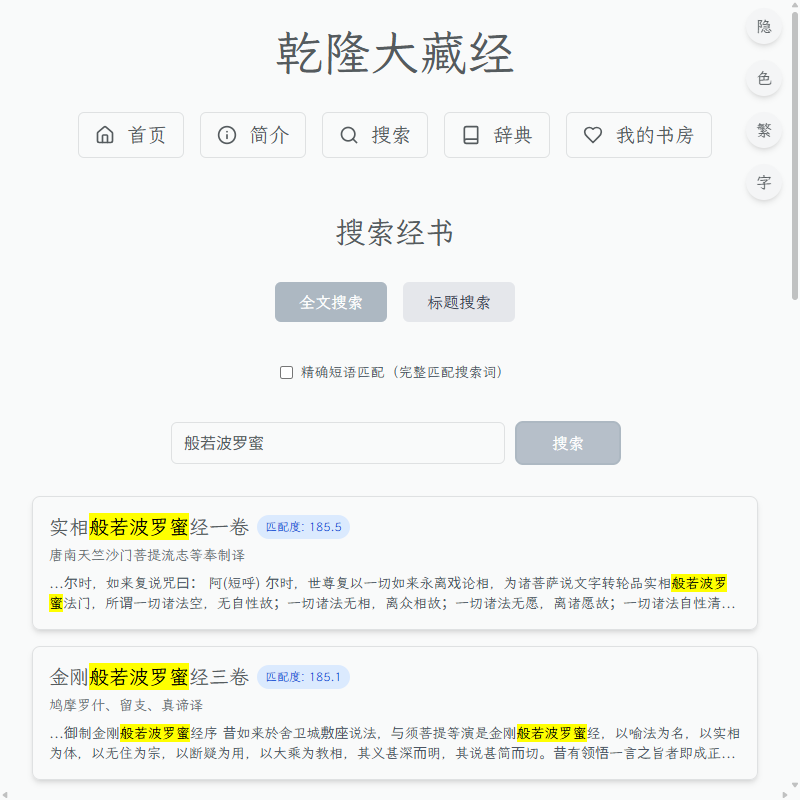 乾隆大藏经
隐
色
繁
字
首页
简介
搜索
辞典
我的书房
搜索经书
全文搜索
标题搜索
精确短语匹配（完整匹配搜索词）
般若波罗蜜
搜索
实相般若波罗蜜经一卷 匹配度: 185.5
唐南天竺沙门菩提流志等奉制译
...尔时，如来复说咒曰： 阿(短呼) 尔时，世尊复以一切如来永离戏论相，为诸菩萨说文字转轮品实相般若波罗
蜜法门，所谓一切诸法空，无自性故；一切诸法无相，离众相故；一切诸法无愿，离诸愿故；一切诸法自性清...
金刚般若波罗蜜经三卷 匹配度: 185.1
鸠摩罗什、留支、真谛译
...御制金刚般若波罗蜜经序 昔如来於舍卫城敷座说法，与须菩提等演是金刚般若波罗蜜经，以喻法为名，以实相
为体，以无住为宗，以断疑为用，以大乘为教相，其义甚深而明，其说甚简而切。昔有领悟一言之旨者即成正...